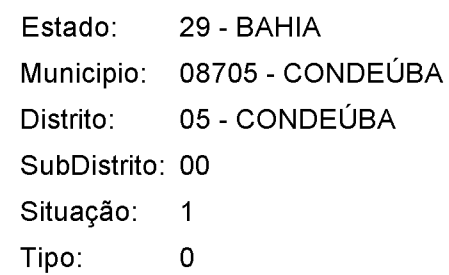 Estado: 29 - BAHIA
Municipio: 08705 - CONDEÚBA
Distrito: 05 - CONDEÚBA
SubDistrito: 00
Situação: 1
Tipo: 0